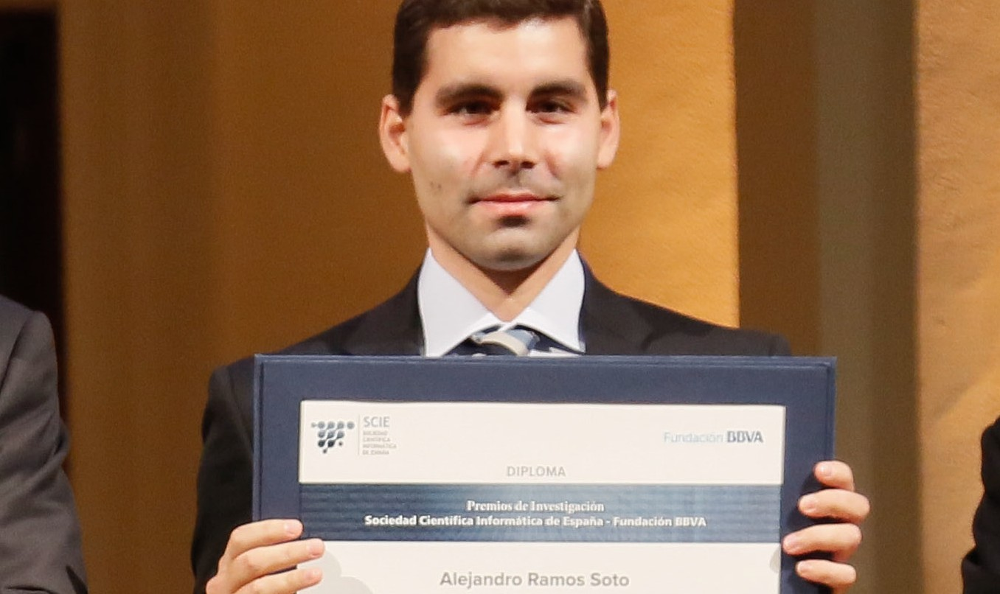 SCIE
SOCIEDAD
CIENTÍFICA
INFORMÁTICA
DE ESPAÑA
Fundación BBVA
DIPLOMA
Premios de Investigación
Sociedad Científica Informática de España - Fundación BBVA
Alejandro Ramos Soto